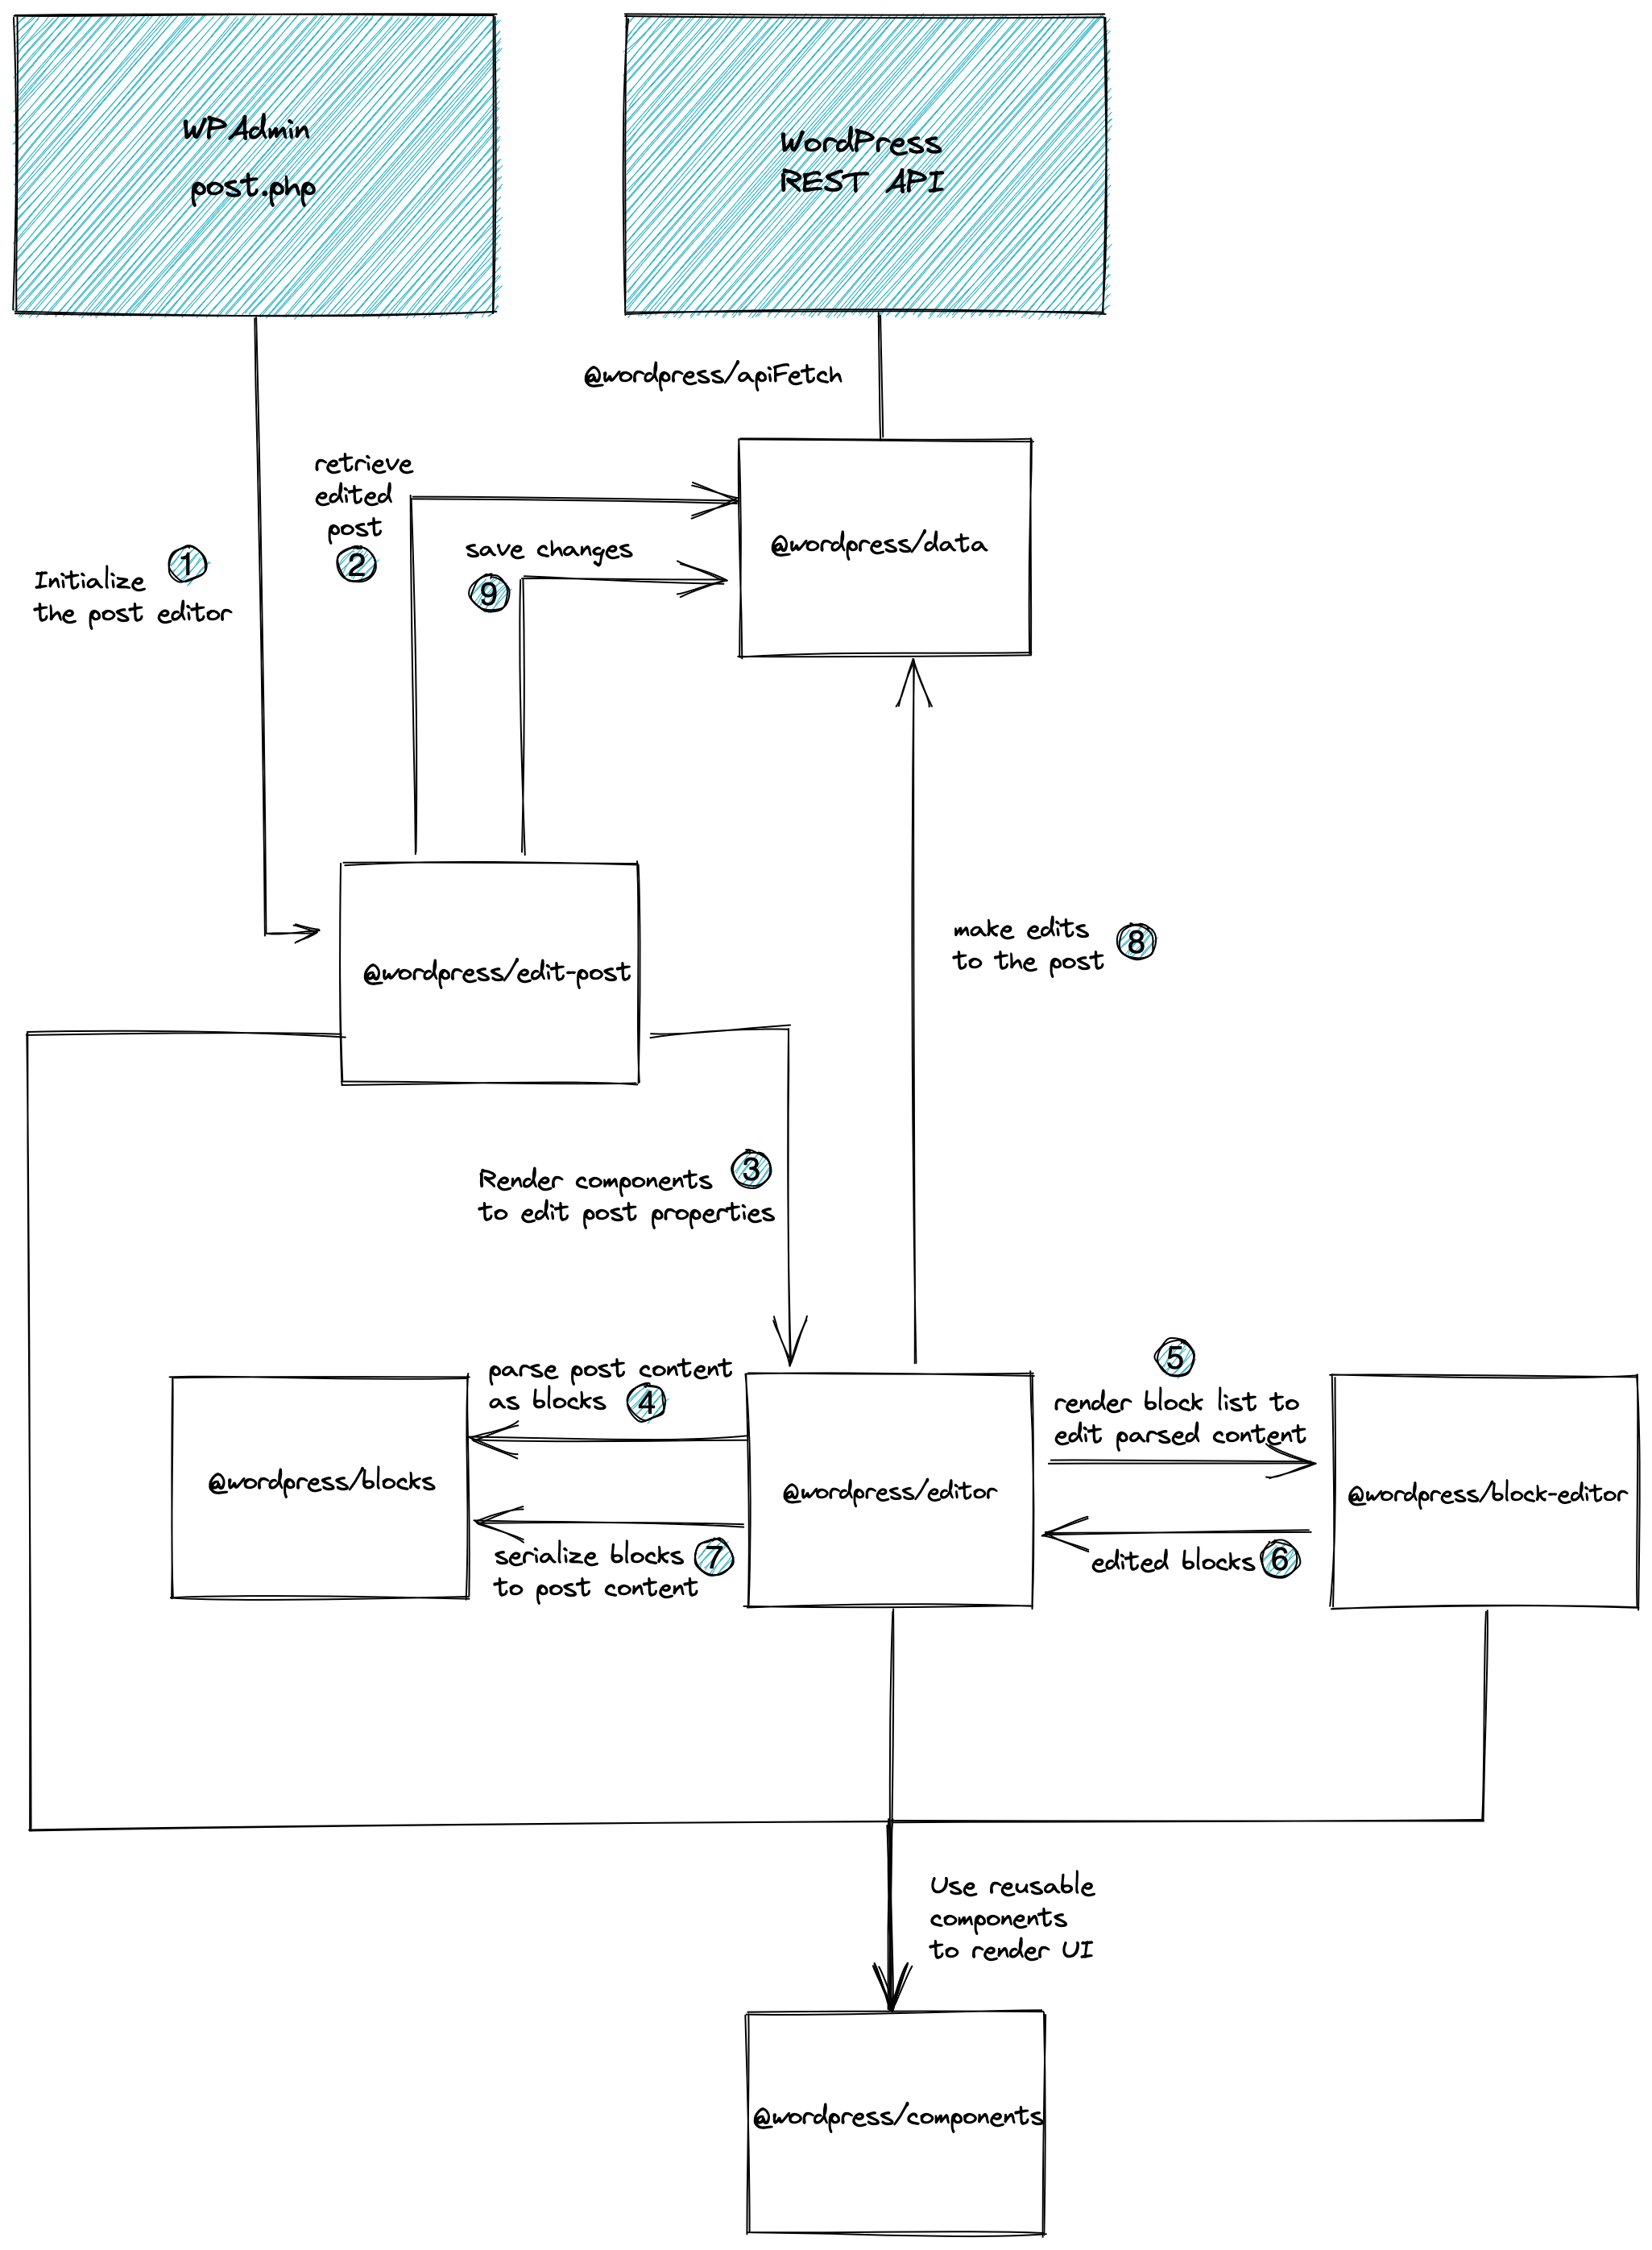 WPAdmin
post.php
WordPress
REST API
@wordpress/apiFetch
retrieve
edited
post
2
save changes
9
@wordpress/data
1
Initialize
the post editor
@wordpress/edit-post
make edits
to the post
8
3
Render components
to edit post properties
parse post content
as blocks
4
5
render block list to
edit parsed content
@wordpress/blocks
@wordpress/editor
@wordpress/block-editor
serialize blocks
to post content
7
edited blocks
6
Use reusable
components
to render UI
@wordpress/components